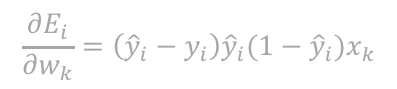 ∂E_i/∂w_k = (ŷ_i − y_i)ŷ_i(1 − ŷ_i)x_k